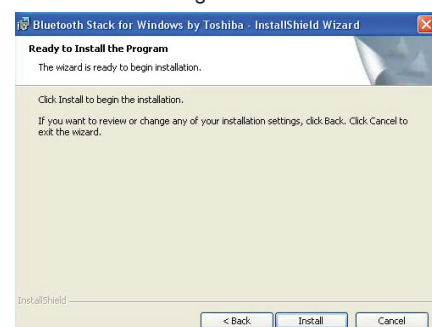 Bluetooth Stack for Windows by Toshiba - InstallShield Wizard
Ready to Install the Program
The wizard is ready to begin installation.
Click Install to begin the installation.
If you want to review or change any of your installation settings, click Back. Click Cancel to
exit the wizard.
InstallShield
< Back Install Cancel